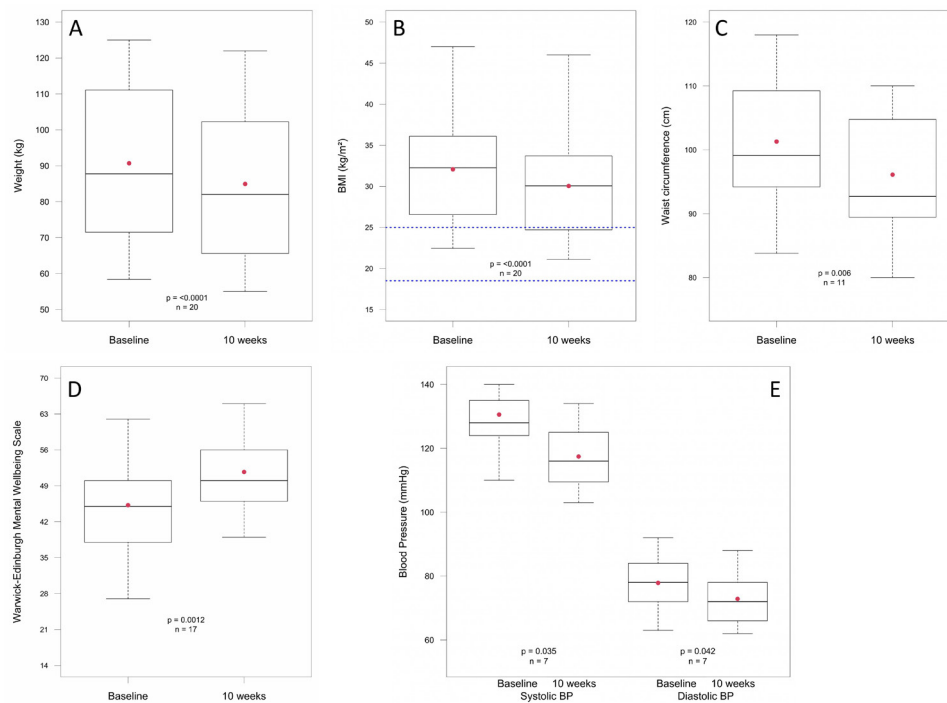 A
Weight (kg)
130
120
110
100
90
80
70
60
50
p = <0.0001
n = 20
Baseline 10 weeks
B
BMI (kg/m²)
50
45
40
35
30
25
20
15
p = <0.0001
n = 20
Baseline 10 weeks
C
Waist circumference (cm)
120
110
100
90
80
p = 0.006
n = 11
Baseline 10 weeks
D
Warwick-Edinburgh Mental Wellbeing Scale
70
63
56
49
42
35
28
21
14
p = 0.0012
n = 17
Baseline 10 weeks
E
Blood Pressure (mmHg)
140
120
100
80
60
p = 0.035 p = 0.042
n = 7 n = 7
Baseline 10 weeks Baseline 10 weeks
Systolic BP Diastolic BP